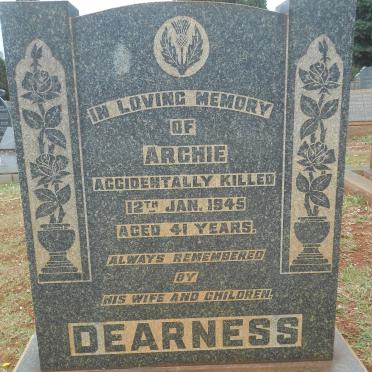 IN LOVING MEMORY
OF
ARCHIE
ACCIDENTALLY KILLED
12TH JAN. 1945
AGED 41 YEARS.
ALWAYS REMEMBERED
BY
HIS WIFE AND CHILDREN.
DEARNESS